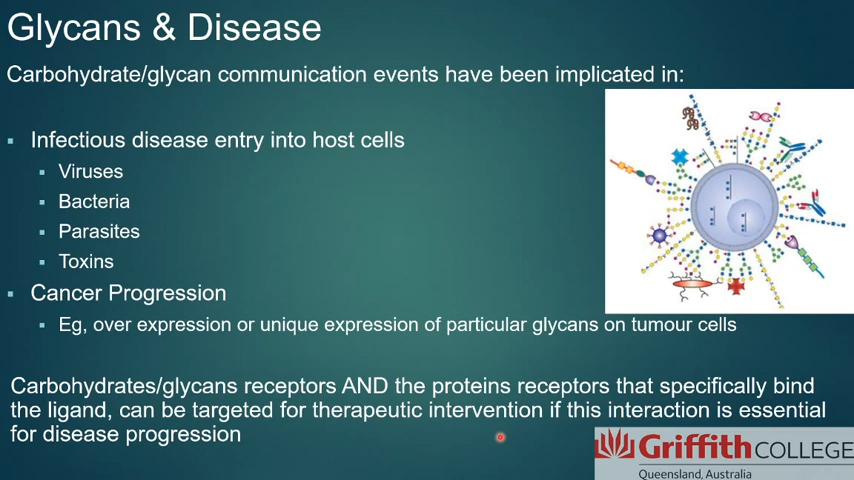 Glycans & Disease
Carbohydrate/glycan communication events have been implicated in:
Infectious disease entry into host cells
Viruses
Bacteria
Parasites
Toxins
Cancer Progression
Eg, over expression or unique expression of particular glycans on tumour cells
Carbohydrates/glycans receptors AND the proteins receptors that specifically bind
the ligand, can be targeted for therapeutic intervention if this interaction is essential
for disease progression
Griffith COLLEGE
Queensland, Australia